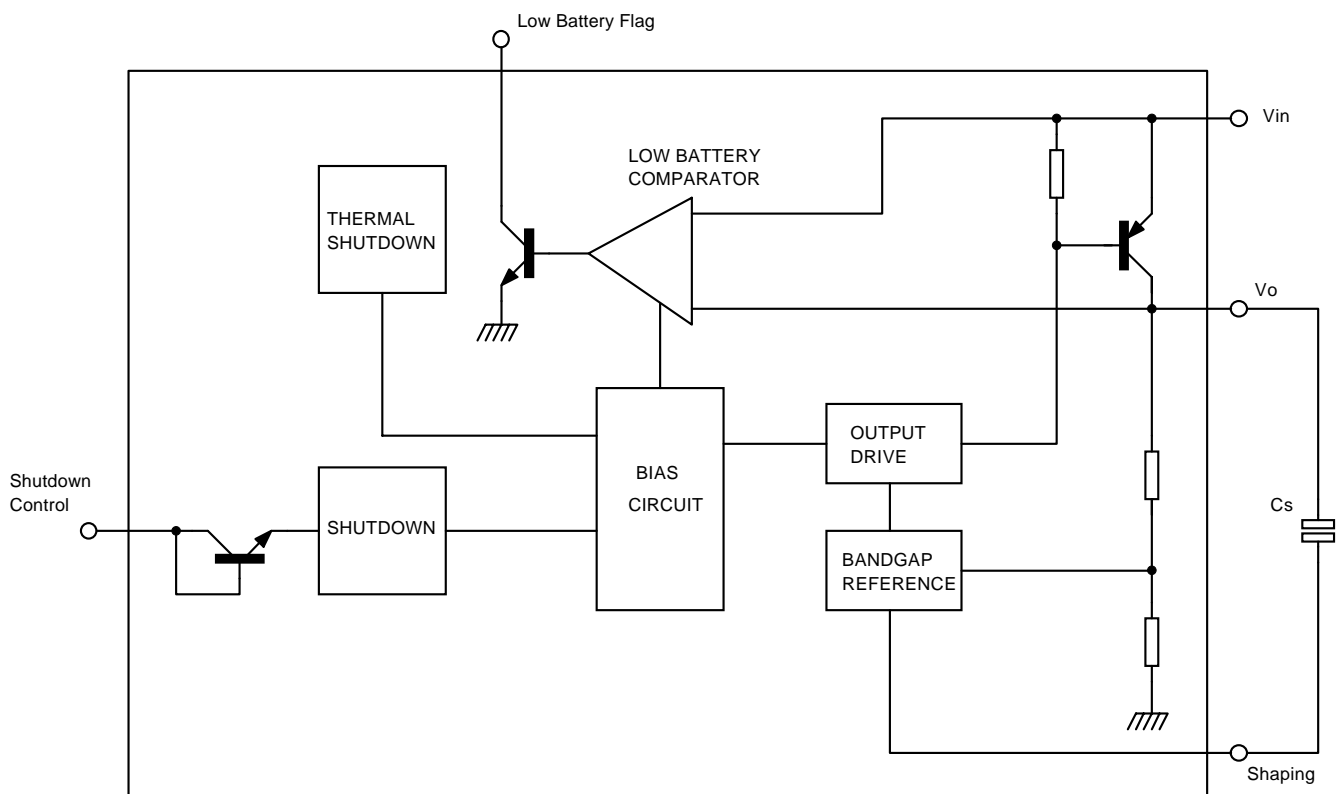 Low Battery Flag
Vin
LOW BATTERY
COMPARATOR
THERMAL
SHUTDOWN
Vo
OUTPUT
DRIVE
BIAS
CIRCUIT
Shutdown
Control
SHUTDOWN
Cs
BANDGAP
REFERENCE
Shaping